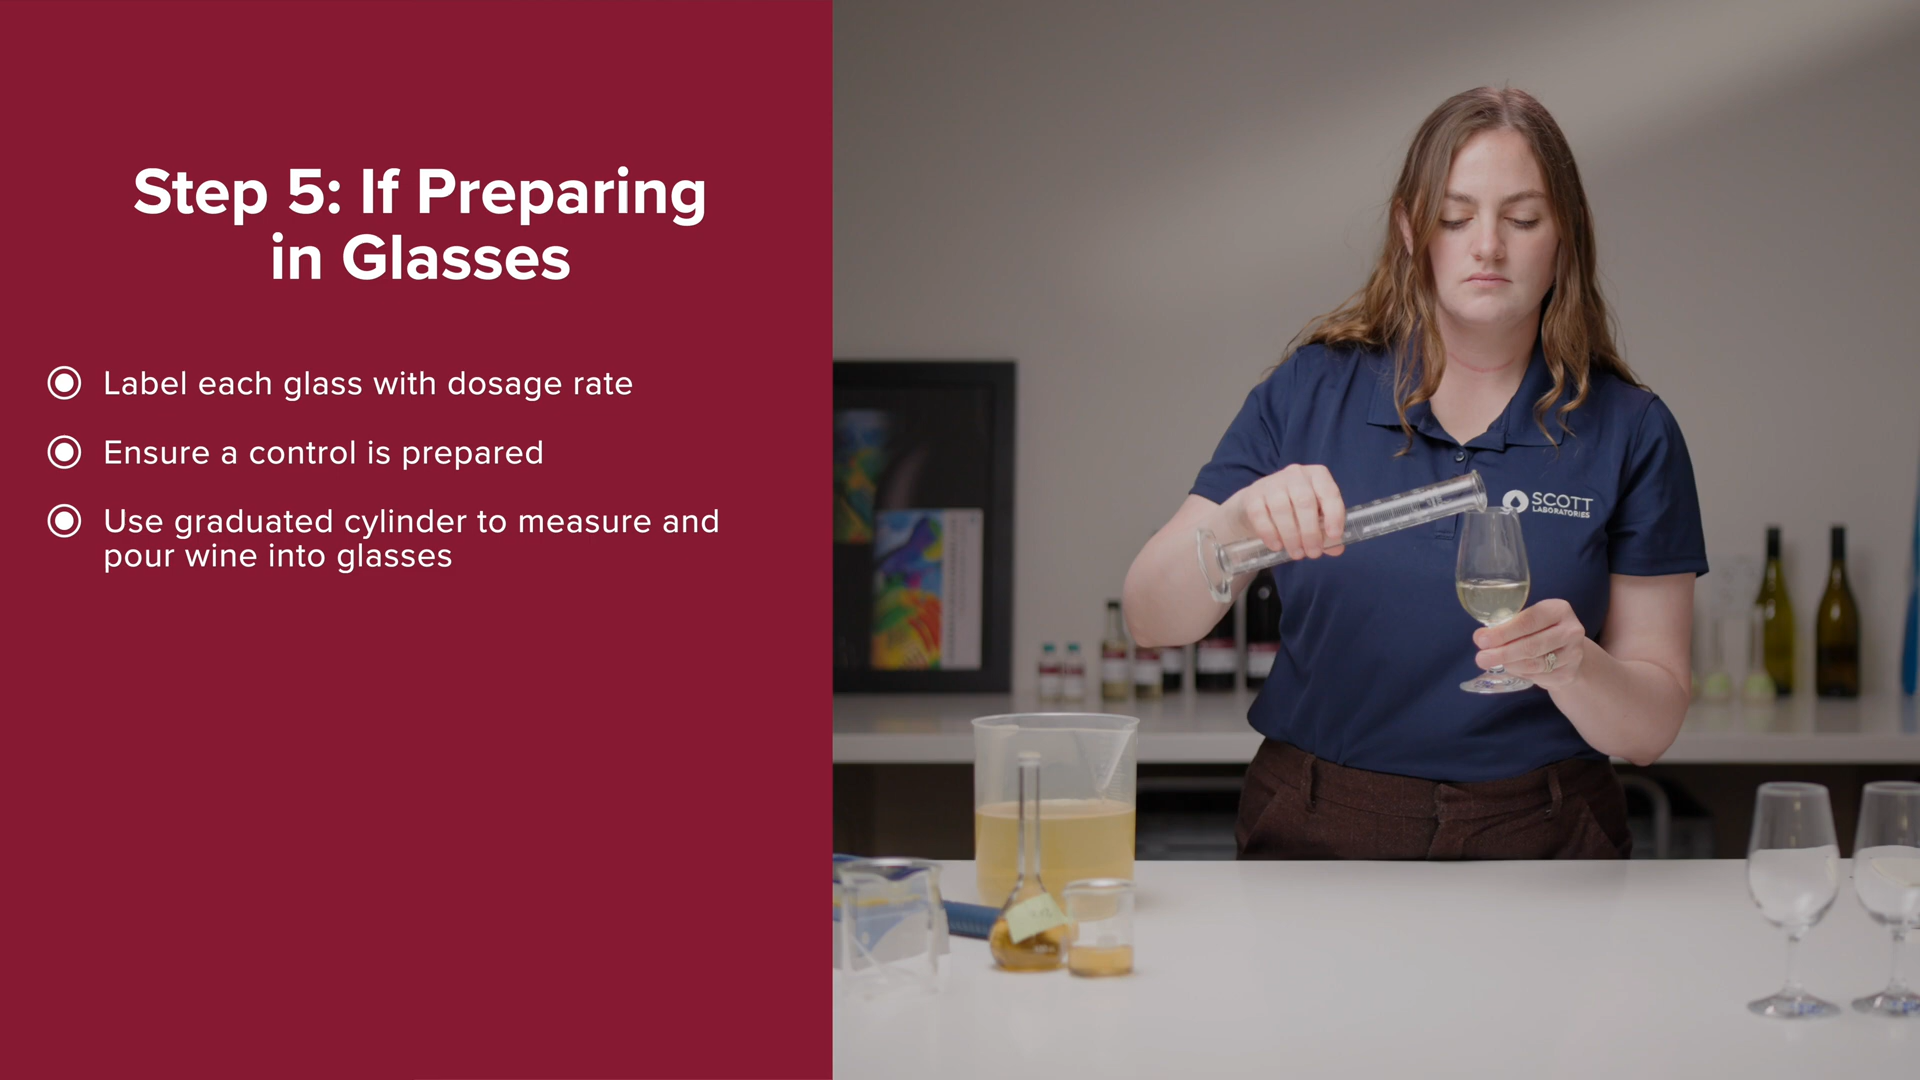 Step 5: If Preparing
in Glasses
Label each glass with dosage rate
Ensure a control is prepared
Use graduated cylinder to measure and
pour wine into glasses
SCOTT
LABORATORIES